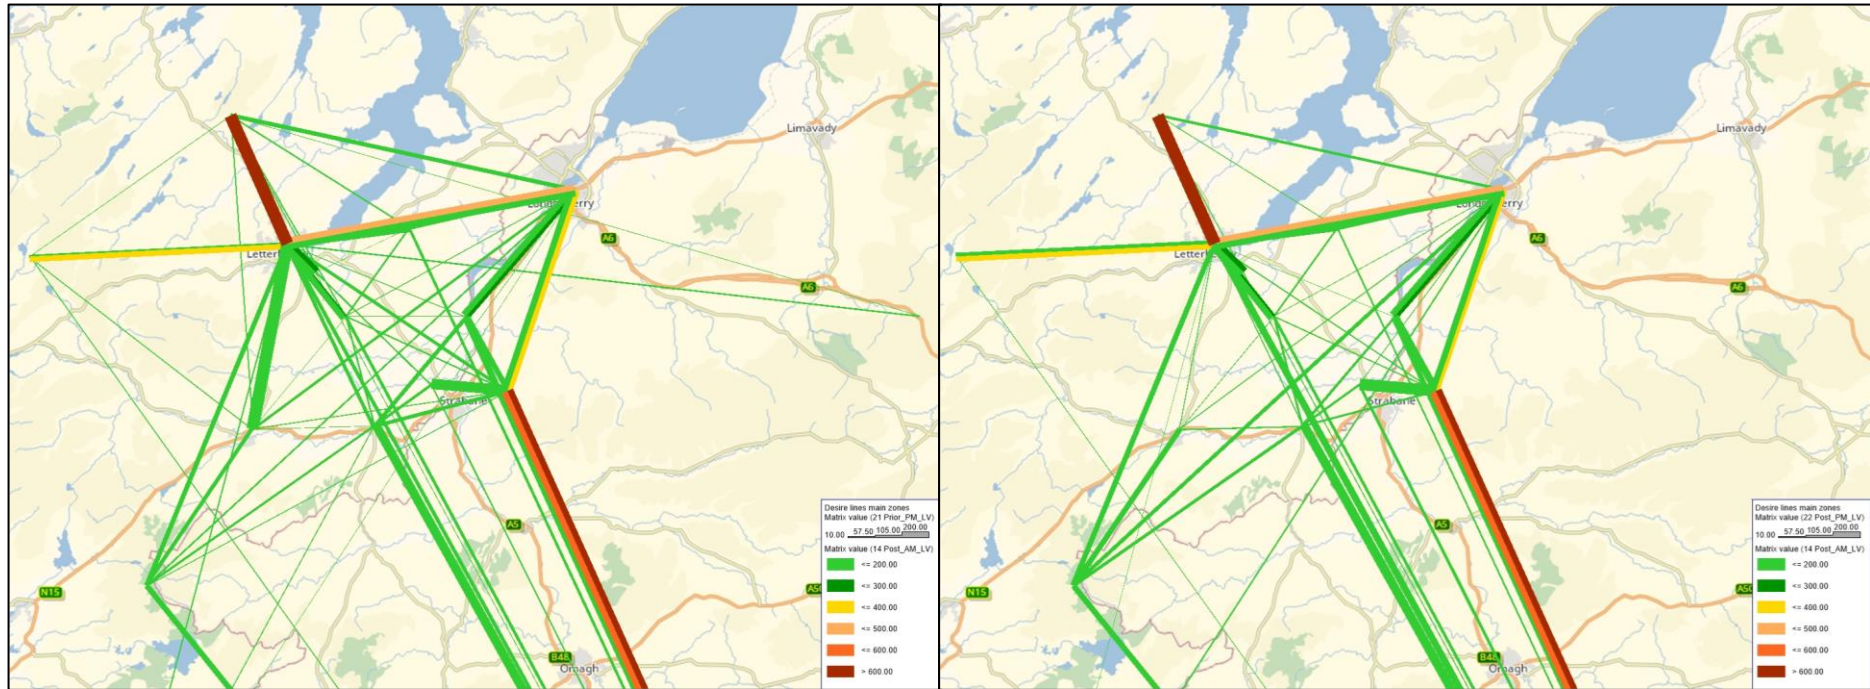 Limavady
A6
Letter
A6
Strabane
A5
N15
B48
Omagh
Desire lines main zones
Matrix value (21 Prior_PM_LV)
10.00 57.50 105.00 200.00
Matrix value (14 Post_AM_LV)
<= 200.00
<= 300.00
<= 400.00
<= 500.00
<= 600.00
> 600.00
Limavady
A6
Letter
A6
Strabane
A5
N15
B48
Omagh
Desire lines main zones
Matrix value (22 Post_PM_LV)
10.00 57.50 105.00 200.00
Matrix value (14 Post_AM_LV)
<= 200.00
<= 300.00
<= 400.00
<= 500.00
<= 600.00
> 600.00